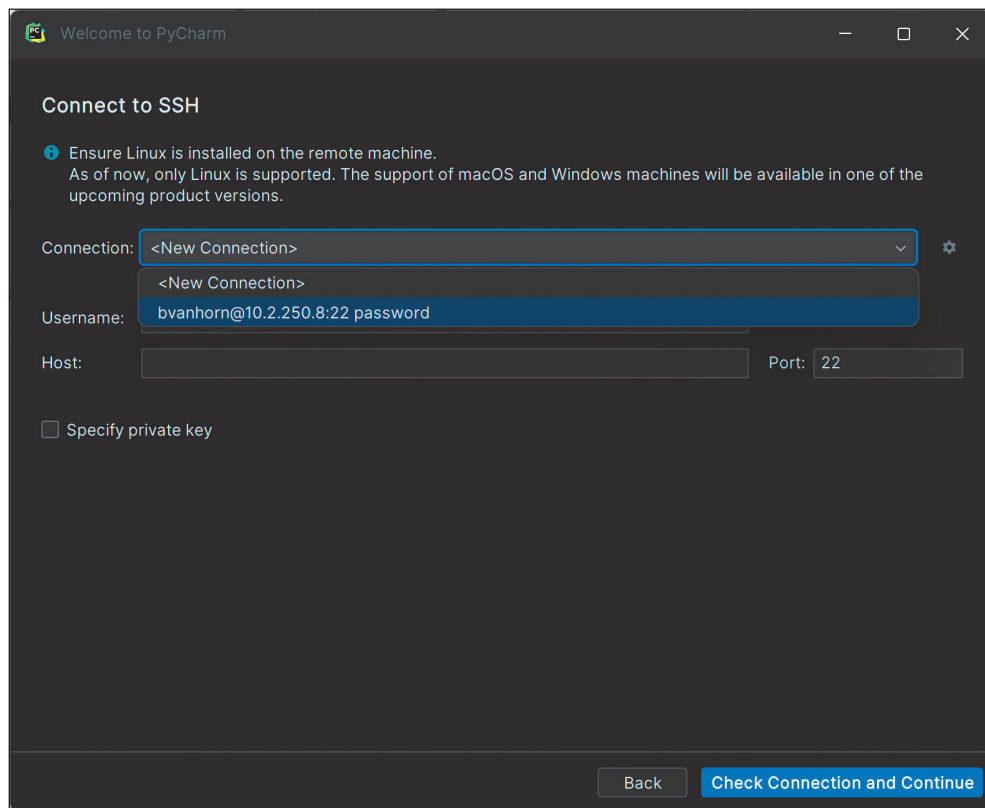 PC
Welcome to PyCharm
Connect to SSH
Ensure Linux is installed on the remote machine.
As of now, only Linux is supported. The support of macOS and Windows machines will be available in one of the
upcoming product versions.
Connection: <New Connection>
<New Connection>
bvanhorn@10.2.250.8:22 password
Username:
Host: Port: 22
Specify private key
Back Check Connection and Continue